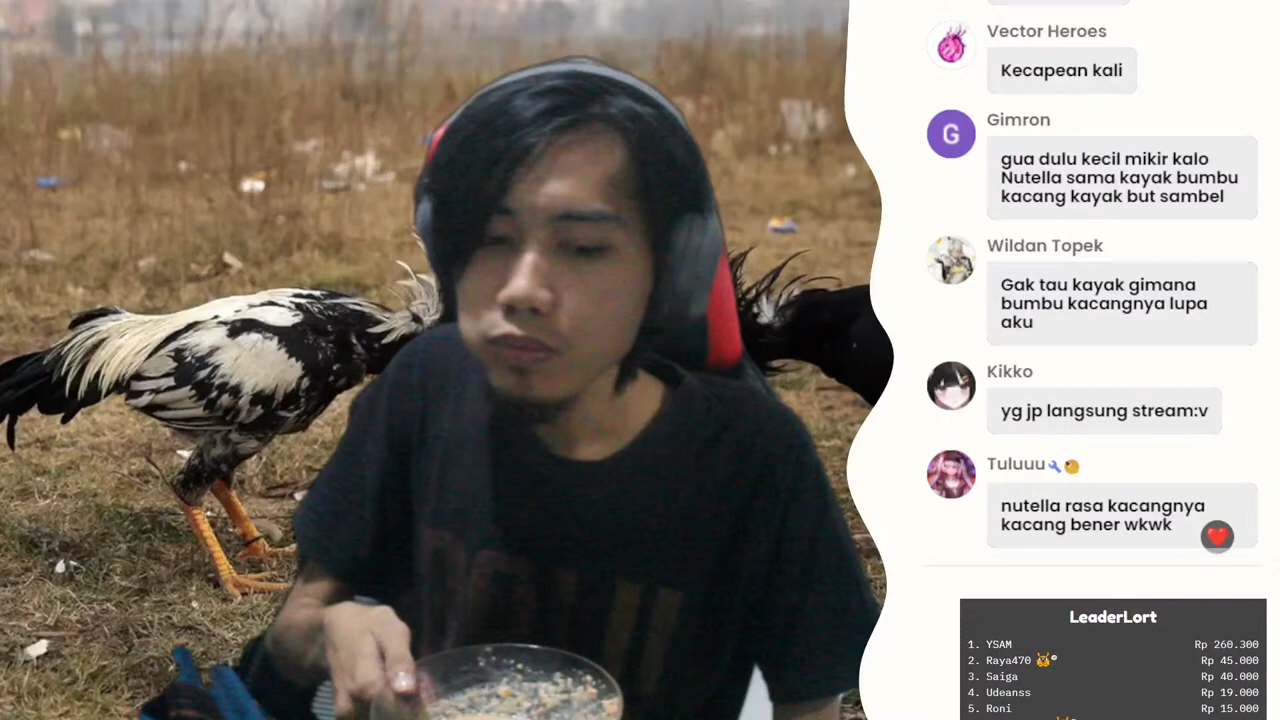 Vector Heroes
Kecapean kali
G
Gimron
gua dulu kecil mikir kalo
Nutella sama kayak bumbu
kacang kayak but sambel
Wildan Topek
Gak tau kayak gimana
bumbu kacangnya lupa
aku
Kikko
yg jp langsung stream:v
Tuluuu
nutella rasa kacangnya
kacang bener wkwk
LeaderLort
1. YSAM Rp 260.300
2. Raya470 Rp 45.000
3. Saiga Rp 40.000
4. Udeanss Rp 19.000
5. Roni Rp 15.000